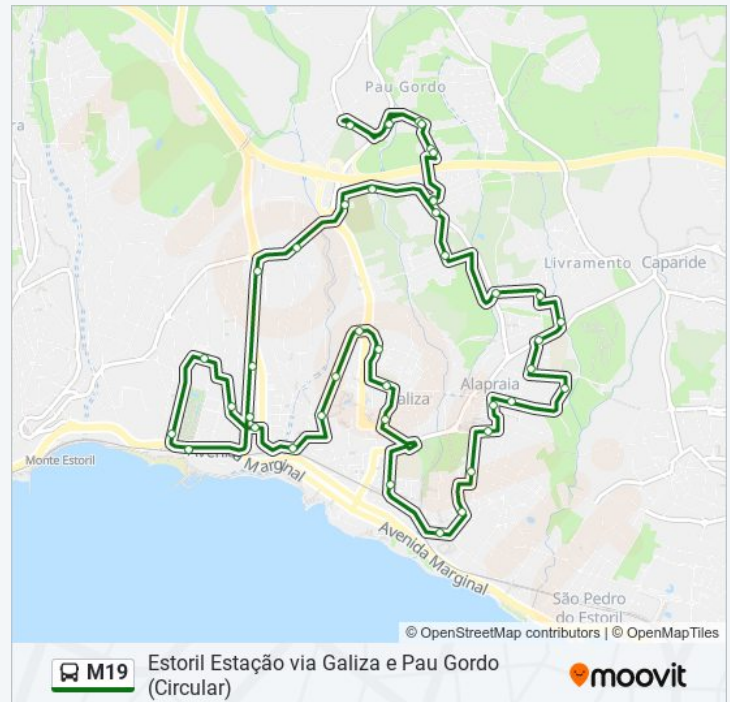 Pau Gordo
Livramento
Caparide
Alapraia
Galiza
Monte Estoril
Avenida Marginal
Avenida Marginal
São Pedro
do Estoril
© OpenStreetMap contributors | © OpenMapTiles
M19
Estoril Estação via Galiza e Pau Gordo
(Circular)
moovit